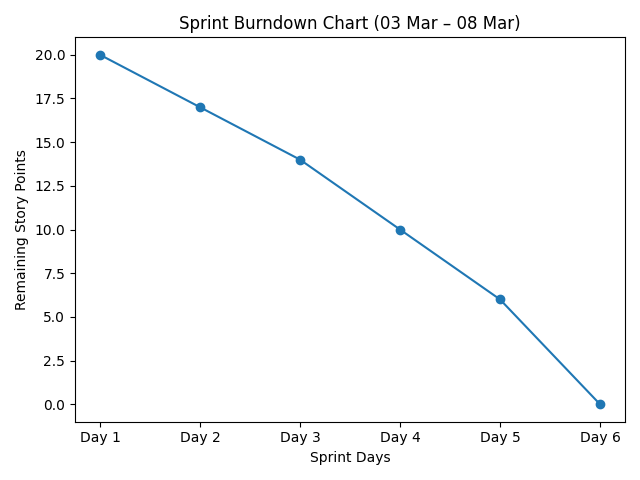 Sprint Burndown Chart (03 Mar – 08 Mar)
Remaining Story Points
20.0
17.5
15.0
12.5
10.0
7.5
5.0
2.5
0.0
Day 1 Day 2 Day 3 Day 4 Day 5 Day 6
Sprint Days